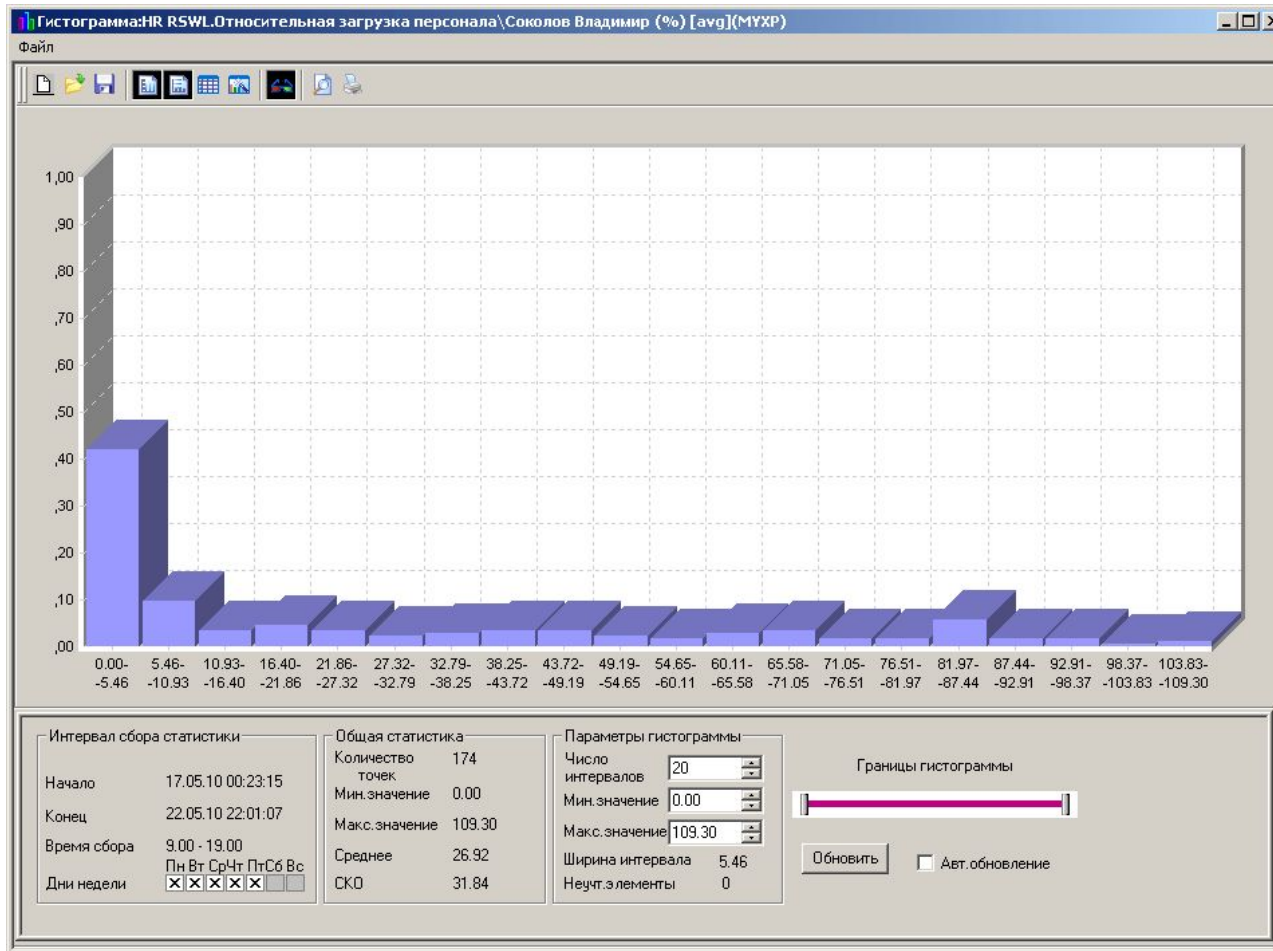 Гистограмма:HR RSWL.Относительная загрузка персонала\Соколов Владимир (%) [avg](MYXP)
Файл
1,00
,90
,80
,70
,60
,50
,40
,30
,20
,10
,00
0.00- 5.46- 10.93- 16.40- 21.86- 27.32- 32.79- 38.25- 43.72- 49.19- 54.65- 60.11- 65.58- 71.05- 76.51- 81.97- 87.44- 92.91- 98.37- 103.83-
-5.46 -10.93 -16.40 -21.86 -27.32 -32.79 -38.25 -43.72 -49.19 -54.65 -60.11 -65.58 -71.05 -76.51 -81.97 -87.44 -92.91 -98.37 -103.83 -109.30
Интервал сбора статистики
Начало 17.05.10 00:23:15
Конец 22.05.10 22:01:07
Время сбора 9.00 - 19.00
Пн Вт СрЧт ПтСб Вс
Дни недели
Общая статистика
Количество 174
точек
Мин.значение 0.00
Макс.значение 109.30
Среднее 26.92
СКО 31.84
Параметры гистограммы
Число
интервалов 20
Мин.значение 0.00
Макс.значение 109.30
Ширина интервала 5.46
Неучт.элементы 0
Границы гистограммы
Обновить
Авт.обновление